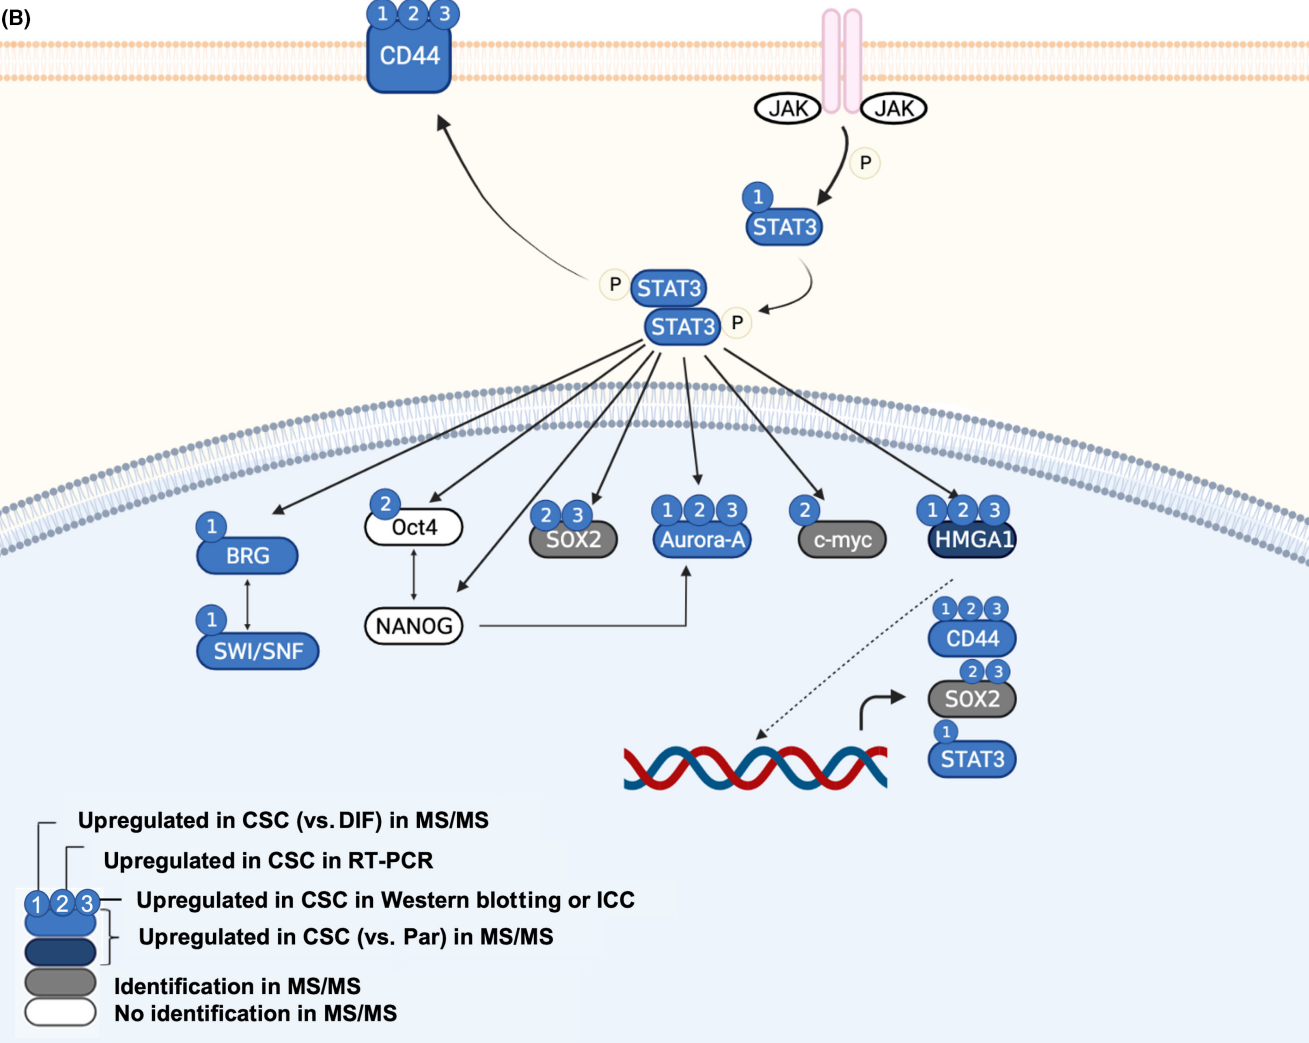 (B)
1 2 3
CD44
JAK
JAK
P
1
STAT3
P
STAT3
STAT3
P
1
BRG
2
Oct4
2 3
SOX2
1 2 3
Aurora-A
2
c-myc
1 2 3
HMGA1
1
SWI/SNF
NANOG
1 2 3
CD44
2 3
SOX2
1
STAT3
Upregulated in CSC (vs. DIF) in MS/MS
Upregulated in CSC in RT-PCR
1 2 3
Upregulated in CSC in Western blotting or ICC
Upregulated in CSC (vs. Par) in MS/MS
Identification in MS/MS
No identification in MS/MS